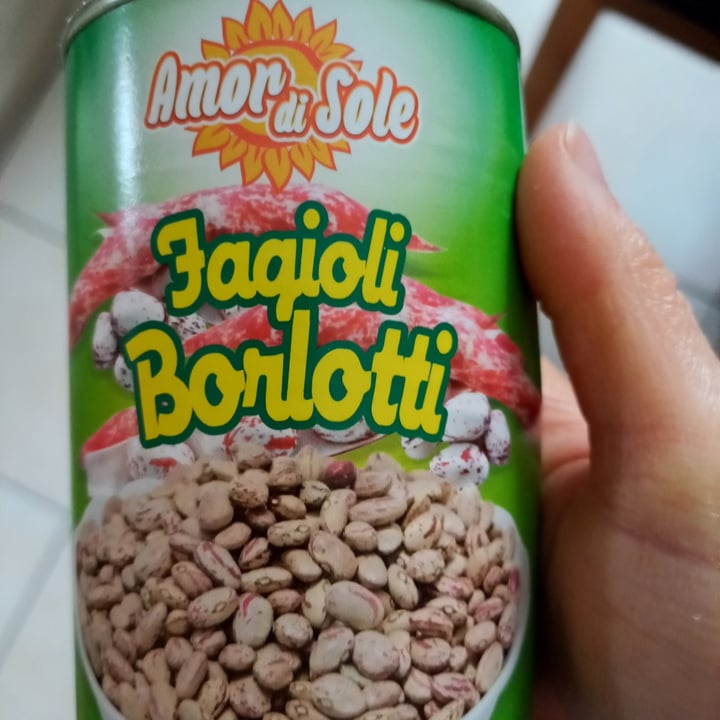 Amor di Sole
Fagioli
Borlotti